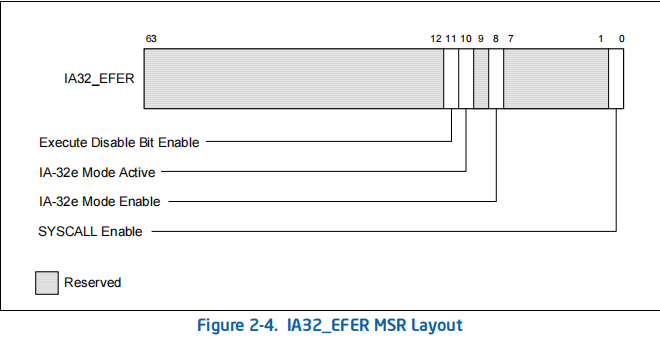 63 12 11 10 9 8 7 1 0
IA32_EFER
Execute Disable Bit Enable
IA-32e Mode Active
IA-32e Mode Enable
SYSCALL Enable
Reserved
Figure 2-4. IA32_EFER MSR Layout